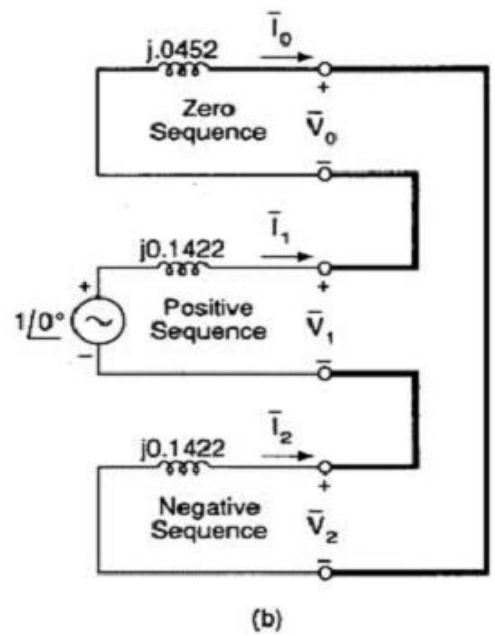 Ī₀
j.0452
+
Zero
Sequence
V̄₀
−
Ī₁
j0.1422
+
+
1/0°
Positive
Sequence
V̄₁
−
−
Ī₂
j0.1422
+
Negative
Sequence
V̄₂
−
(b)